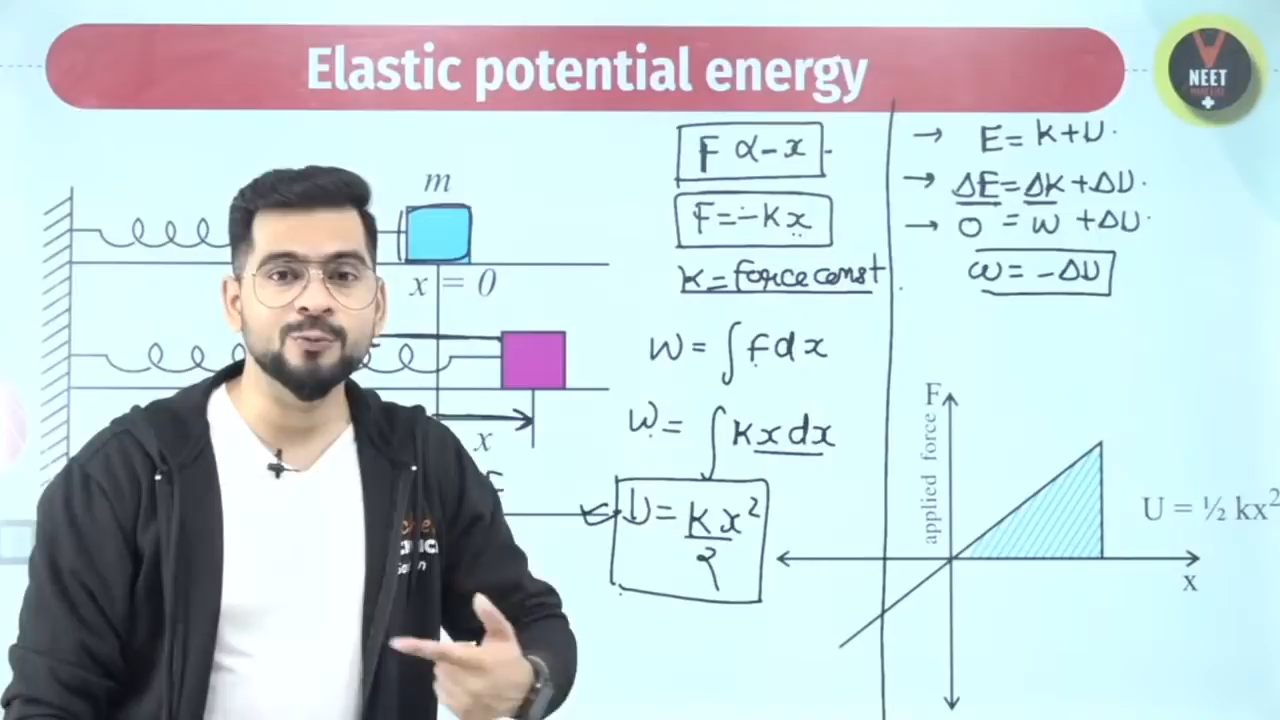 Elastic potential energy
NEET
m
x = 0
x
F ∝ -x
F = -Kx
K = force const
W = ∫ F dx
W = ∫ Kx dx
U = Kx²/2
→ E = K+U.
→ ΔE = ΔK + ΔU.
→ 0 = W + ΔU.
W = -ΔU
F
applied force
x
U = ½ kx²